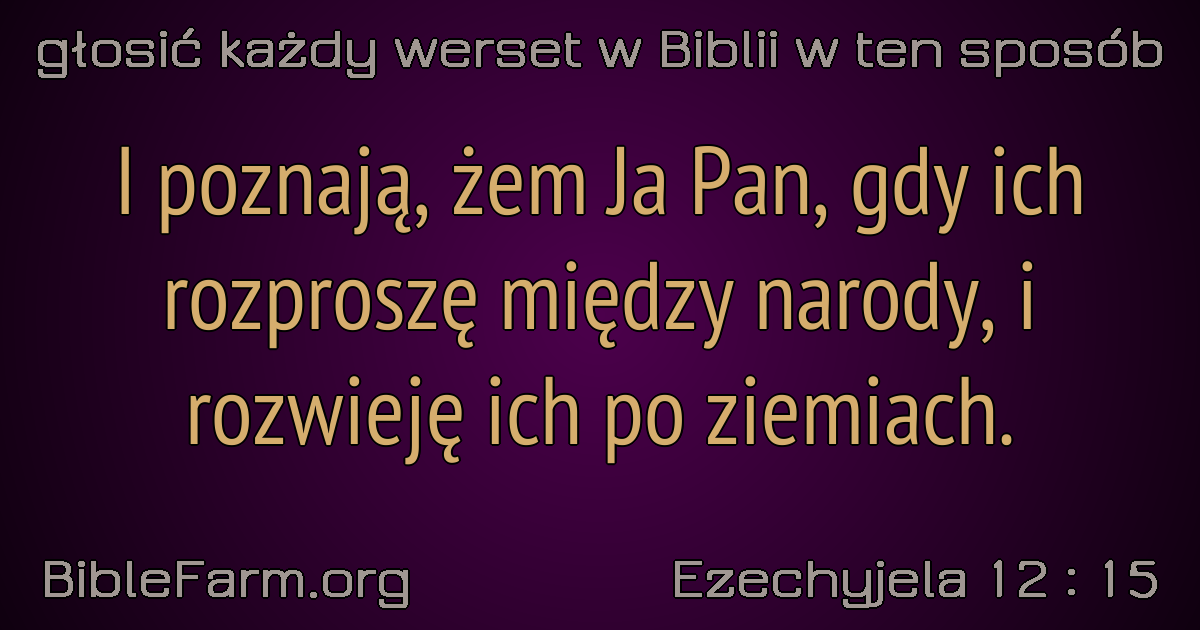 głosić każdy werset w Biblii w ten sposób
I poznają, żem Ja Pan, gdy ich
rozproszę między narody, i
rozwieję ich po ziemiach.
BibleFarm.org
Ezechyjela 12 : 15